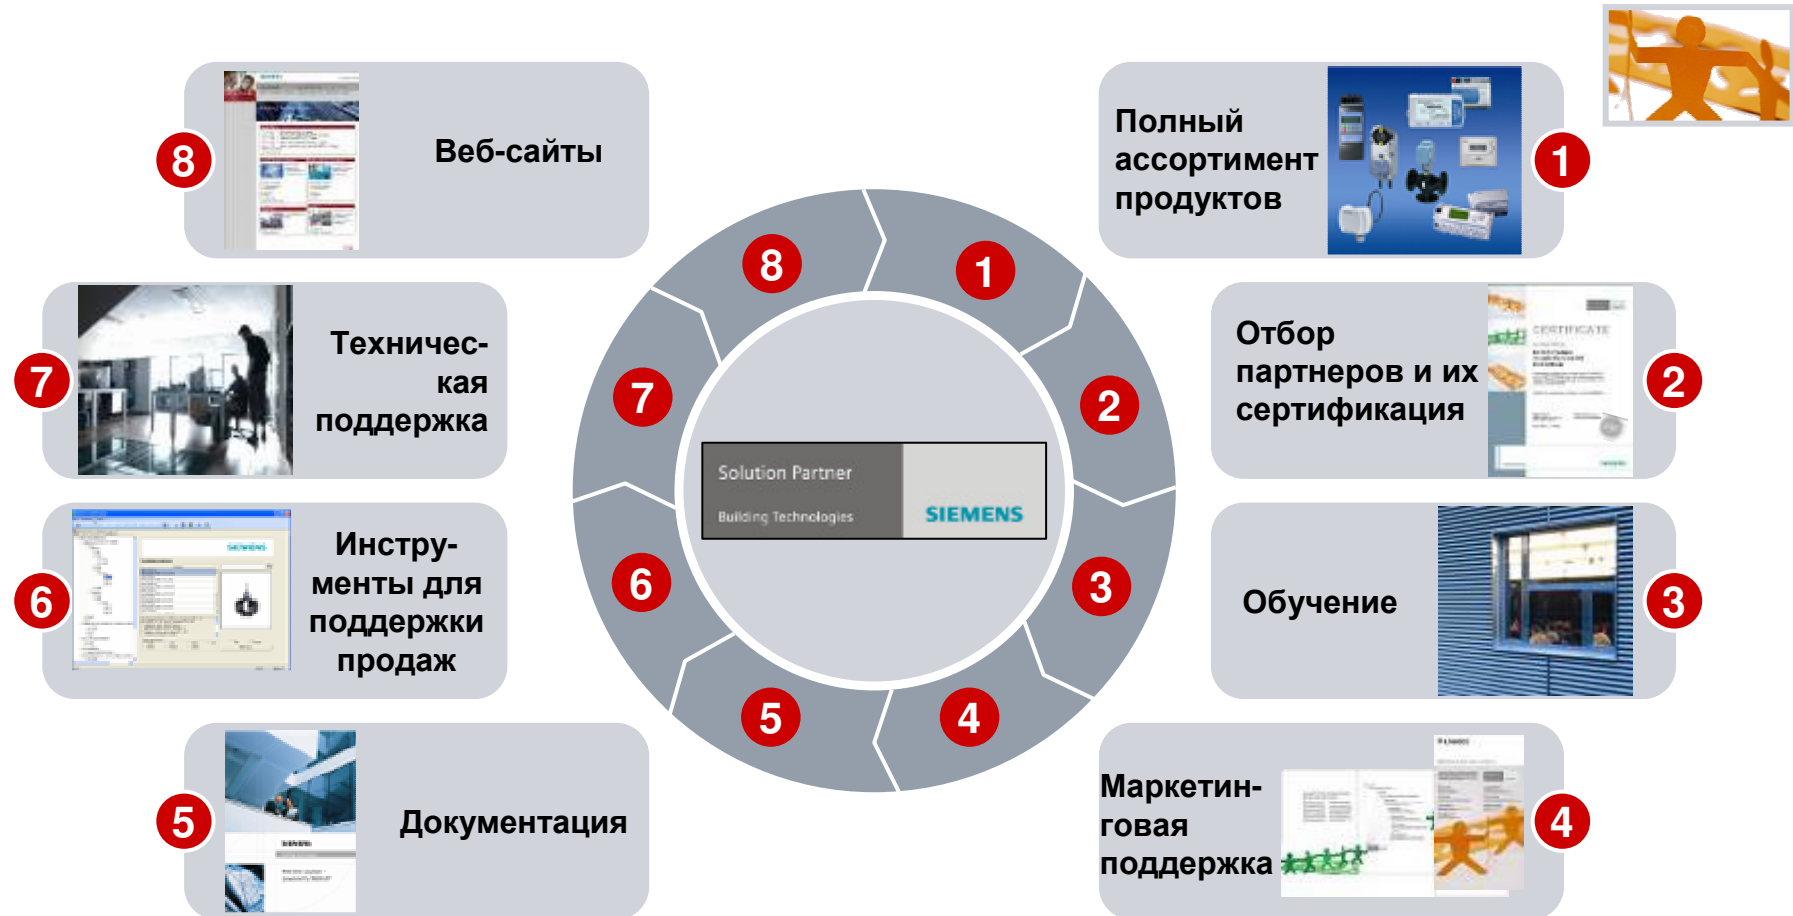 8
Веб-сайты
Полный
ассортимент
продуктов
1
8
1
7
Техничес-
кая
поддержка
Отбор
партнеров и их
сертификация
CERTIFICATE
2
7
2
Solution Partner
Building Technologies
SIEMENS
6
Инстру-
менты для
поддержки
продаж
SIEMENS
6
3
Обучение
3
5
4
5
Документация
SIEMENS
Маркетин-
говая
поддержка
4